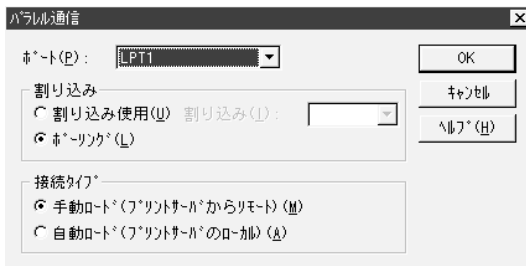 ﾊﾟﾗﾚﾙ通信
ﾎﾟｰﾄ(P): LPT1
OK
割り込み
ｷｬﾝｾﾙ
割り込み使用(U) 割り込み(I):
ﾍﾙﾌﾟ(H)
ﾎﾟｰﾘﾝｸﾞ(L)
接続ﾀｲﾌﾟ
手動ﾛｰﾄﾞ(ﾌﾟﾘﾝﾄｻｰﾊﾞからﾘﾓｰﾄ)(M)
自動ﾛｰﾄﾞ(ﾌﾟﾘﾝﾄｻｰﾊﾞのﾛｰｶﾙ)(A)